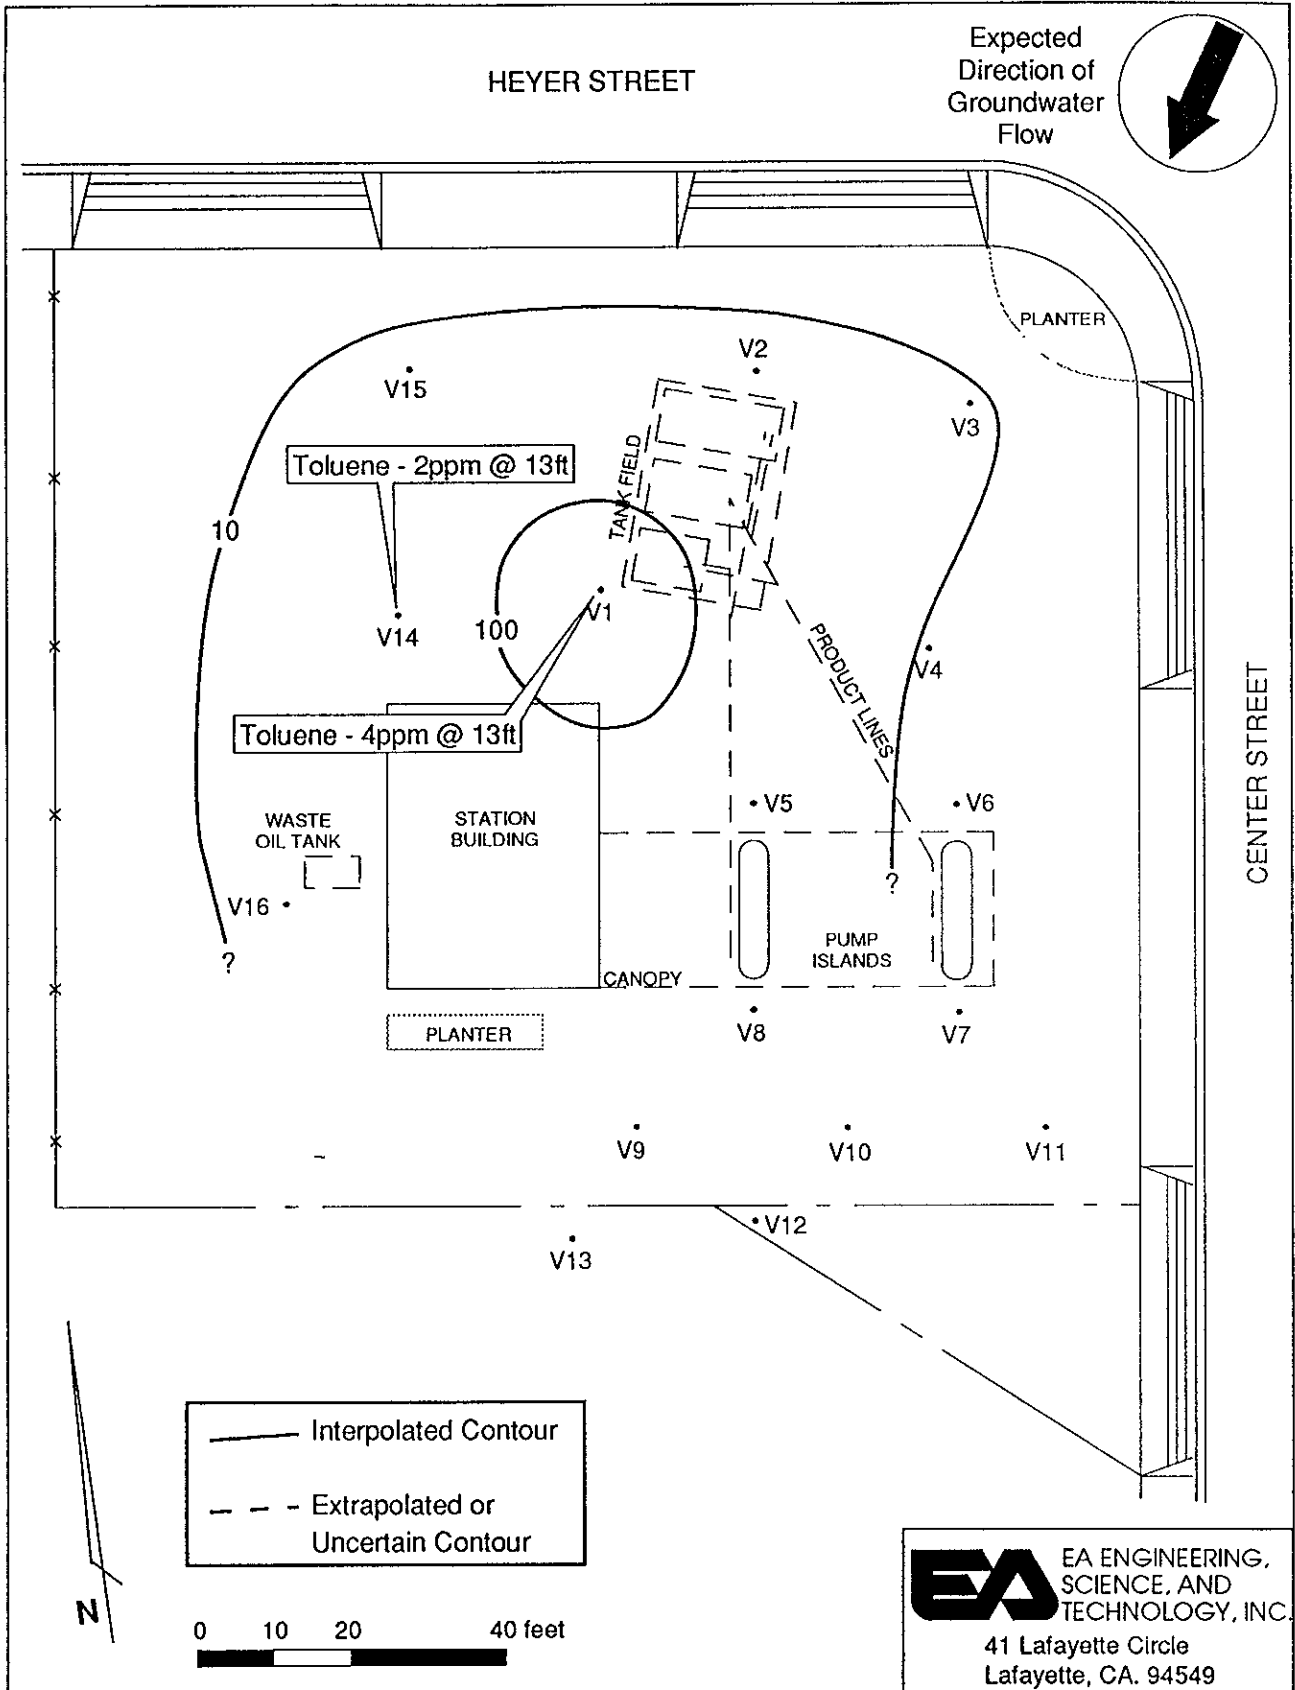 HEYER STREET
Expected
Direction of
Groundwater
Flow
PLANTER
V2
V15
V3
Toluene - 2ppm @ 13ft
TANK FIELD
10
V1
V14
100
PRODUCT LINES
V4
Toluene - 4ppm @ 13ft
CENTER STREET
V5
V6
WASTE
OIL TANK
STATION
BUILDING
?
V16
?
PUMP
ISLANDS
CANOPY
PLANTER
V8
V7
V9
V10
V11
V12
V13
Interpolated Contour
Extrapolated or
Uncertain Contour
N
0 10 20 40 feet
EA
EA ENGINEERING,
SCIENCE, AND
TECHNOLOGY, INC.
41 Lafayette Circle
Lafayette, CA. 94549